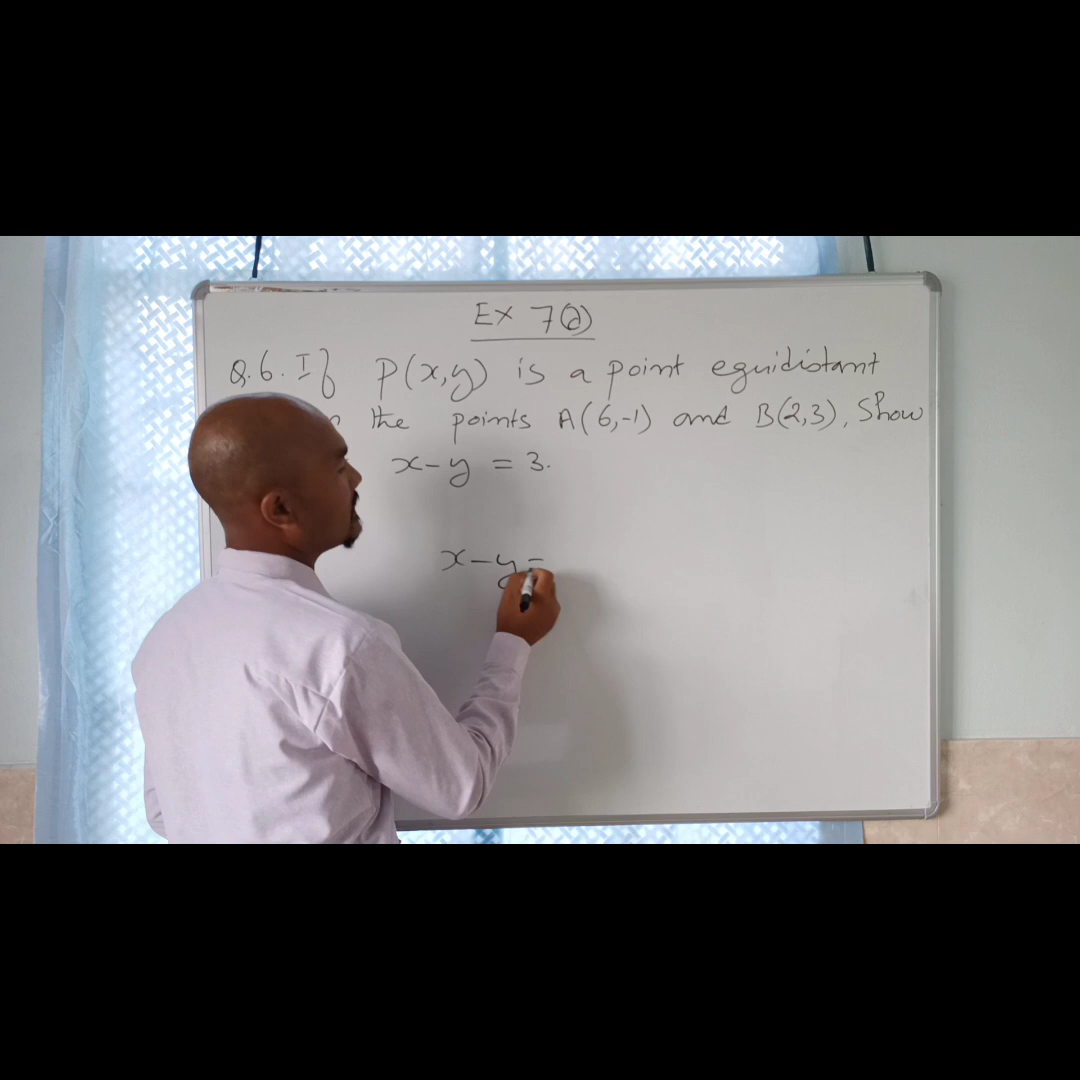 Ex 7(d)
Q.6. If P(x,y) is a point equidistant
the points A(6,-1) and B(2,3), Show
x-y = 3.
x-y=